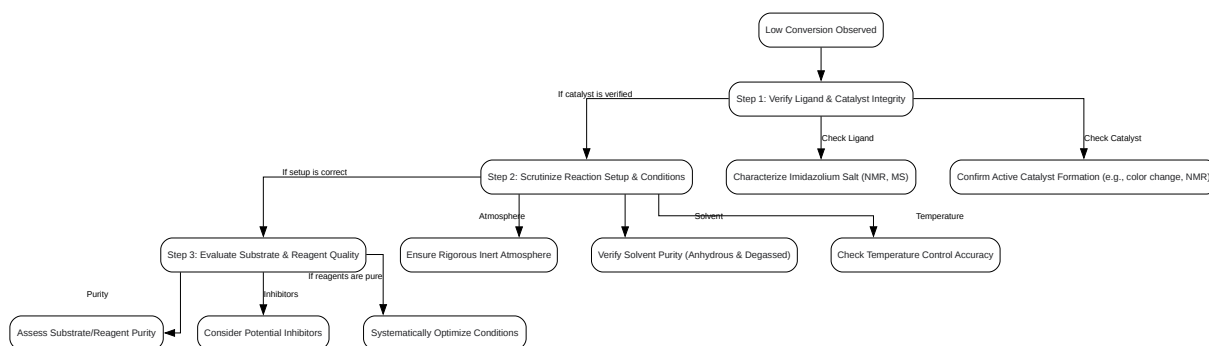 Low Conversion Observed
If catalyst is verified
Step 1: Verify Ligand & Catalyst Integrity
Check Ligand
Check Catalyst
If setup is correct
Step 2: Scrutinize Reaction Setup & Conditions
Characterize Imidazolium Salt (NMR, MS)
Confirm Active Catalyst Formation (e.g., color change, NMR)
Atmosphere
Solvent
Temperature
Step 3: Evaluate Substrate & Reagent Quality
Ensure Rigorous Inert Atmosphere
Verify Solvent Purity (Anhydrous & Degassed)
Check Temperature Control Accuracy
If reagents are pure
Purity
Inhibitors
Assess Substrate/Reagent Purity
Consider Potential Inhibitors
Systematically Optimize Conditions